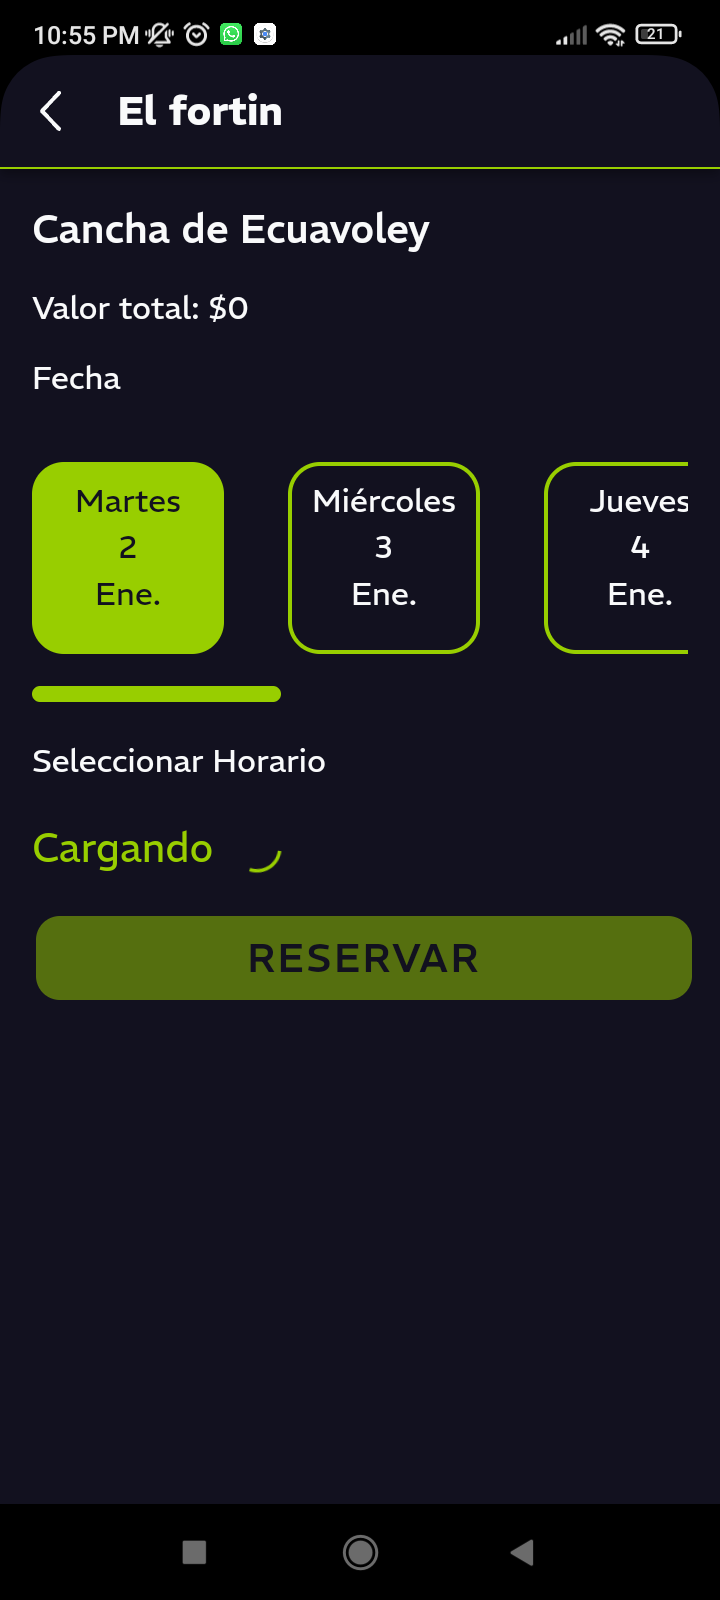 10:55 PM
21
El fortin
Cancha de Ecuavoley
Valor total: $0
Fecha
Martes
2
Ene.
Miércoles
3
Ene.
Jueves
4
Ene.
Seleccionar Horario
Cargando
RESERVAR